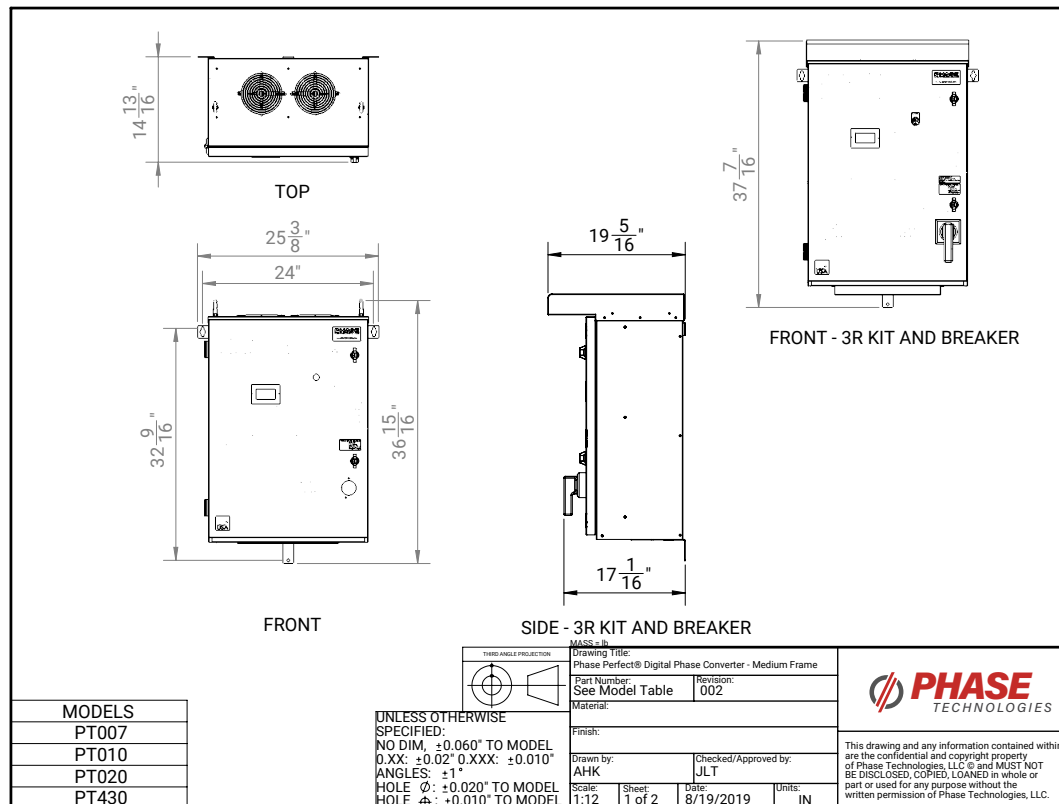 14 13/16"
TOP
25 3/8"
24"
32 9/16"
36 15/16"
FRONT
19 5/16"
17 1/16"
SIDE - 3R KIT AND BREAKER
37 7/16"
FRONT - 3R KIT AND BREAKER
MODELS
PT007
PT010
PT020
PT430
UNLESS OTHERWISE
SPECIFIED:
NO DIM, ±0.060" TO MODEL
0.XX: ±0.02" 0.XXX: ±0.010"
ANGLES: ±1°
HOLE Ø: ±0.020" TO MODEL
HOLE ⌖: ±0.010" TO MODEL
THIRD ANGLE PROJECTION
MASS = lb
Drawing Title:
Phase Perfect® Digital Phase Converter - Medium Frame
Part Number: See Model Table
Revision: 002
Material:
Finish:
Drawn by: AHK
Checked/Approved by: JLT
Scale: 1:12
Sheet: 1 of 2
Date: 8/19/2019
Units: IN
PHASE
TECHNOLOGIES
This drawing and any information contained within
are the confidential and copyright property
of Phase Technologies, LLC © and MUST NOT
BE DISCLOSED, COPIED, LOANED in whole or
part or used for any purpose without the
written permission of Phase Technologies, LLC.